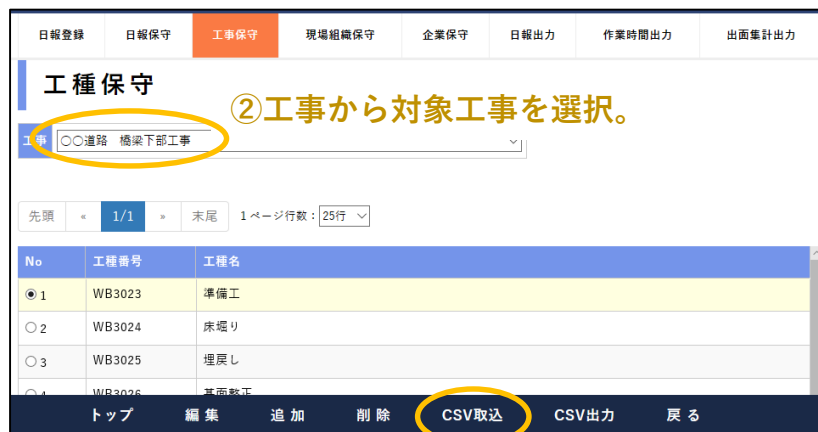 日報登録 日報保守 工事保守 現場組織保守 企業保守 日報出力 作業時間出力 出面集計出力
工種保守
②工事から対象工事を選択。
工事 〇〇道路 橋梁下部工事
先頭 « 1/1 » 末尾 1ページ行数：25行
No 工種番号 工種名
1 WB3023 準備工
2 WB3024 床堀り
3 WB3025 埋戻し
4 WB3026 基面整正
トップ 編集 追加 削除 CSV取込 CSV出力 戻る